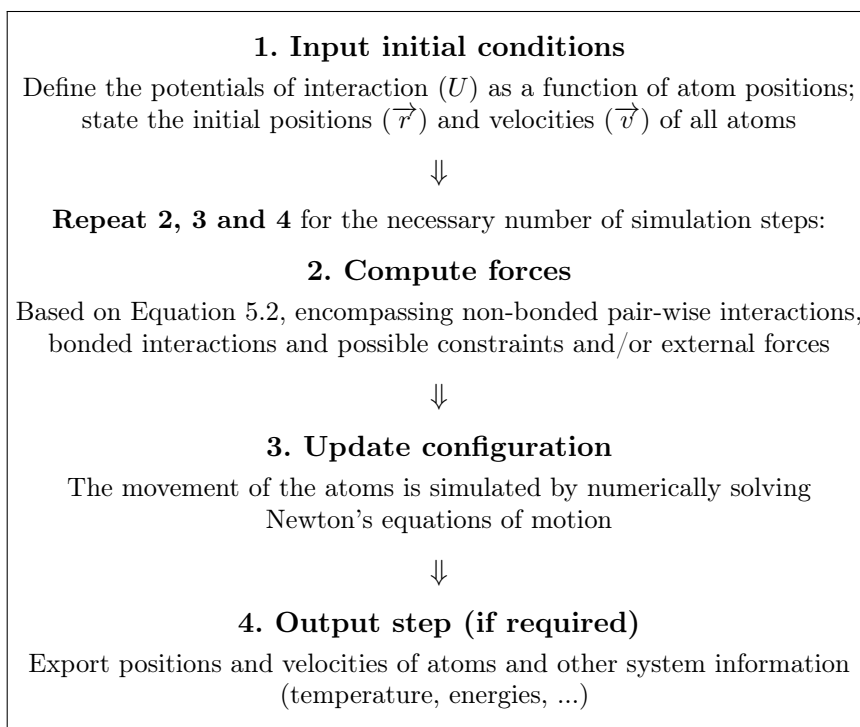 1. Input initial conditions
Define the potentials of interaction (U) as a function of atom positions;
state the initial positions (r⃗) and velocities (v⃗) of all atoms
⇓
Repeat 2, 3 and 4 for the necessary number of simulation steps:
2. Compute forces
Based on Equation 5.2, encompassing non-bonded pair-wise interactions,
bonded interactions and possible constraints and/or external forces
⇓
3. Update configuration
The movement of the atoms is simulated by numerically solving
Newton's equations of motion
⇓
4. Output step (if required)
Export positions and velocities of atoms and other system information
(temperature, energies, ...)